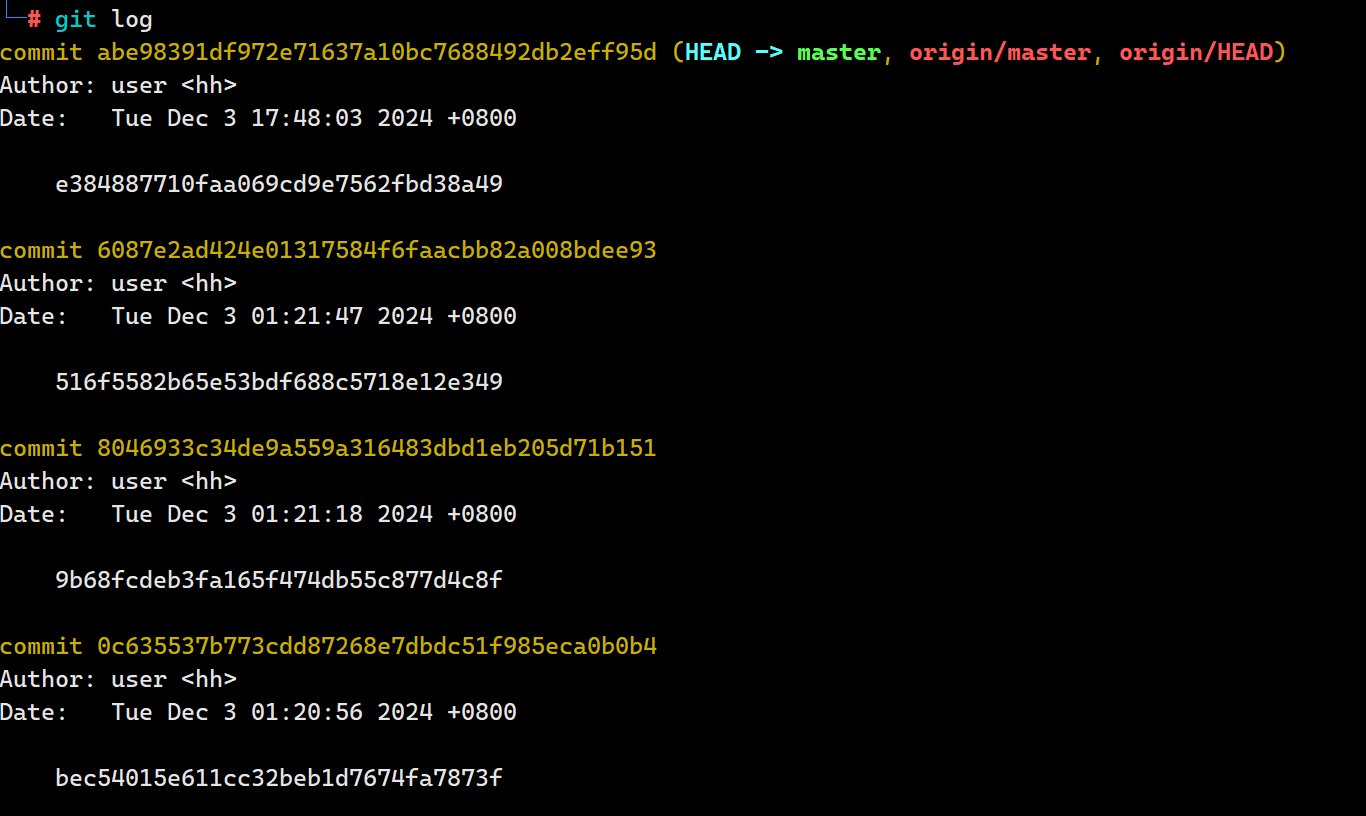 └─# git log
commit abe98391df972e71637a10bc7688492db2eff95d (HEAD -> master, origin/master, origin/HEAD)
Author: user <hh>
Date:   Tue Dec 3 17:48:03 2024 +0800
e384887710faa069cd9e7562fbd38a49
commit 6087e2ad424e01317584f6faacbb82a008bdee93
Author: user <hh>
Date:   Tue Dec 3 01:21:47 2024 +0800
516f5582b65e53bdf688c5718e12e349
commit 8046933c34de9a559a316483dbd1eb205d71b151
Author: user <hh>
Date:   Tue Dec 3 01:21:18 2024 +0800
9b68fcdeb3fa165f474db55c877d4c8f
commit 0c635537b773cdd87268e7dbdc51f985eca0b0b4
Author: user <hh>
Date:   Tue Dec 3 01:20:56 2024 +0800
bec54015e611cc32beb1d7674fa7873f